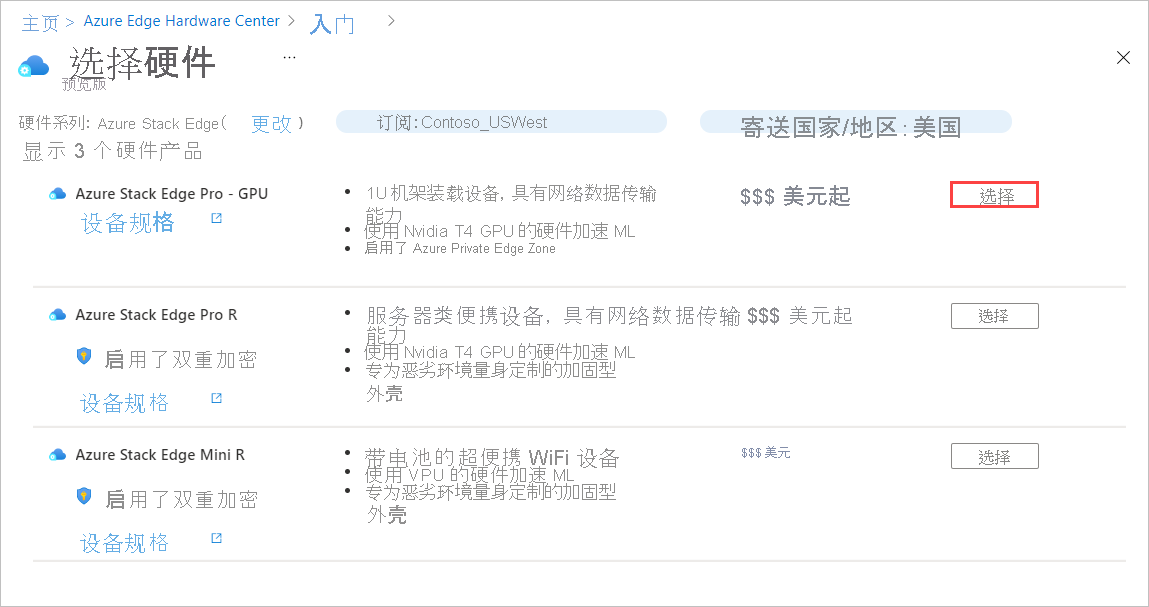 主页 > Azure Edge Hardware Center > 入门 >
选择硬件 ...
预览版
硬件系列: Azure Stack Edge( 更改 ) 订阅: Contoso_USWest 寄送国家/地区: 美国
显示 3 个硬件产品
Azure Stack Edge Pro - GPU
设备规格
• 1U 机架装载设备, 具有网络数据传输
能力
• 使用 Nvidia T4 GPU 的硬件加速 ML
• 启用了 Azure Private Edge Zone
$$$ 美元起
选择
Azure Stack Edge Pro R
启用了双重加密
设备规格
• 服务器类便携设备, 具有网络数据传输
能力
• 使用 Nvidia T4 GPU 的硬件加速 ML
• 专为恶劣环境量身定制的加固型
外壳
$$$ 美元起
选择
Azure Stack Edge Mini R
启用了双重加密
设备规格
• 带电池的超便携 WiFi 设备
• 使用 VPU 的硬件加速 ML
• 专为恶劣环境量身定制的加固型
外壳
$$$ 美元
选择